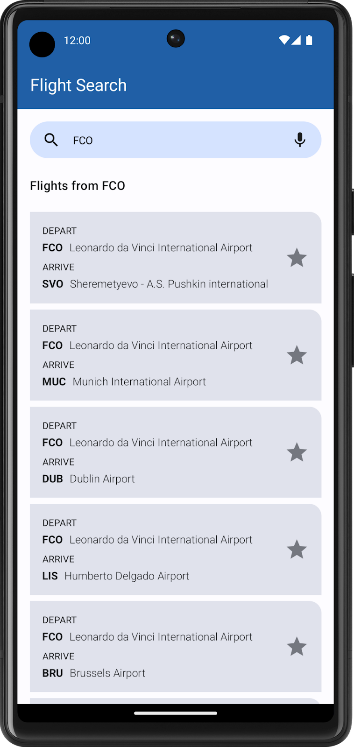 12:00
Flight Search
FCO
Flights from FCO
DEPART
FCO Leonardo da Vinci International Airport
ARRIVE
SVO Sheremetyevo - A.S. Pushkin international
DEPART
FCO Leonardo da Vinci International Airport
ARRIVE
MUC Munich International Airport
DEPART
FCO Leonardo da Vinci International Airport
ARRIVE
DUB Dublin Airport
DEPART
FCO Leonardo da Vinci International Airport
ARRIVE
LIS Humberto Delgado Airport
DEPART
FCO Leonardo da Vinci International Airport
ARRIVE
BRU Brussels Airport